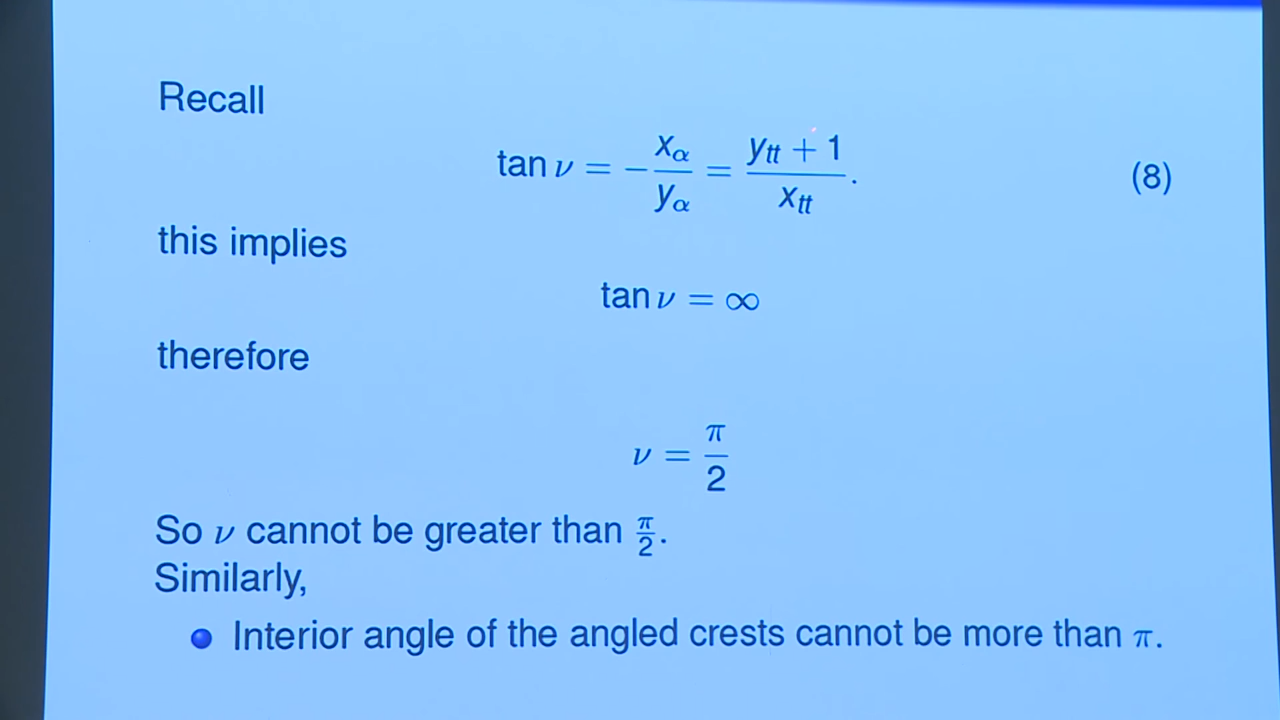 Recall
tan ν = − x_α / y_α = (y_tt + 1) / x_tt . (8)
this implies
tan ν = ∞
therefore
ν = π / 2
So ν cannot be greater than π/2.
Similarly,
Interior angle of the angled crests cannot be more than π.